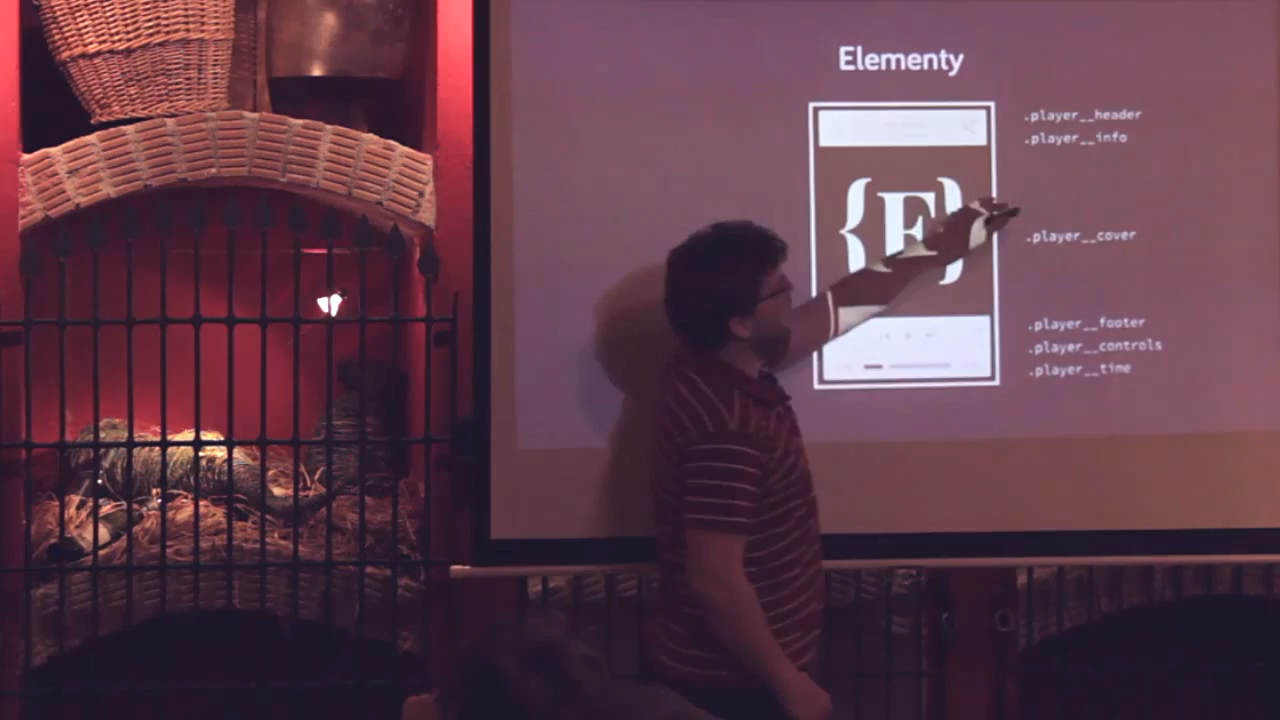 Elementy
.player__header
.player__info
{E}
.player__cover
.player__footer
.player__controls
.player__time